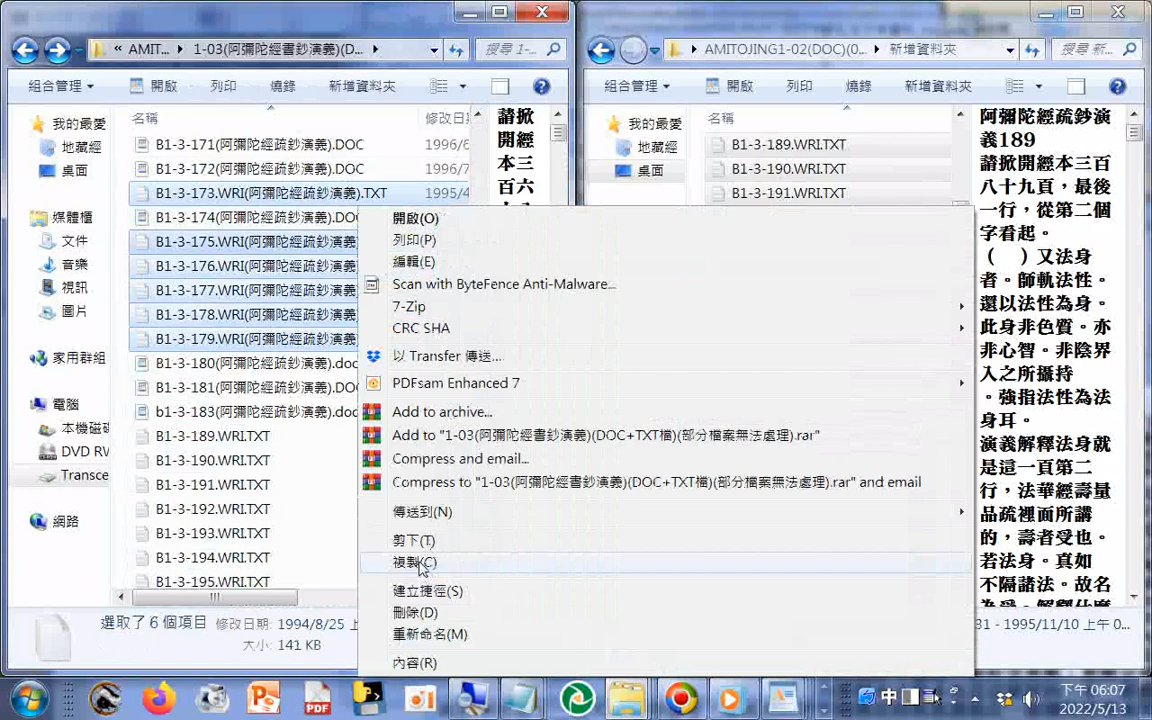 « AMIT... ▸ 1-03(阿彌陀經書鈔演義)(D... ▸
搜尋 1-...
組合管理 ▾ 開啟 列印 燒錄 新增資料夾
我的最愛
地藏經
桌面
媒體櫃
文件
音樂
視訊
圖片
家用群組
電腦
本機磁碟
DVD RW
Transce
網路
名稱
修改日期
B1-3-171(阿彌陀經疏鈔演義).DOC 1996/6
B1-3-172(阿彌陀經疏鈔演義).DOC 1996/6
B1-3-173.WRI(阿彌陀經疏鈔演義).TXT 1995/4
B1-3-174(阿彌陀經疏鈔演義).DO
B1-3-175.WRI(阿彌陀經疏鈔演義)
B1-3-176.WRI(阿彌陀經疏鈔演義)
B1-3-177.WRI(阿彌陀經疏鈔演義)
B1-3-178.WRI(阿彌陀經疏鈔演義)
B1-3-179.WRI(阿彌陀經疏鈔演義)
B1-3-180(阿彌陀經疏鈔演義).doc
B1-3-181(阿彌陀經疏鈔演義).DO
b1-3-183(阿彌陀經疏鈔演義).doc
B1-3-189.WRI.TXT
B1-3-190.WRI.TXT
B1-3-191.WRI.TXT
B1-3-192.WRI.TXT
B1-3-193.WRI.TXT
B1-3-194.WRI.TXT
B1-3-195.WRI.TXT
請掀
開經
本三
百六
選取了 6 個項目 修改日期: 1994/8/25 上
大小: 141 KB
開啟(O)
列印(P)
編輯(E)
Scan with ByteFence Anti-Malware...
7-Zip
CRC SHA
以 Transfer 傳送...
PDFsam Enhanced 7
Add to archive...
Add to "1-03(阿彌陀經書鈔演義)(DOC+TXT檔)(部分檔案無法處理).rar"
Compress and email...
Compress to "1-03(阿彌陀經書鈔演義)(DOC+TXT檔)(部分檔案無法處理).rar" and email
傳送到(N)
剪下(T)
複製(C)
建立捷徑(S)
刪除(D)
重新命名(M)
內容(R)
AMITOJING1-02(DOC)(0... ▸ 新增資料夾
搜尋 新...
組合管理 ▾ 開啟 列印 燒錄 新增資料夾
我的最愛
地藏經
桌面
名稱
B1-3-189.WRI.TXT
B1-3-190.WRI.TXT
B1-3-191.WRI.TXT
阿彌陀經疏鈔演
義189
請掀開經本三百
八十九頁，最後
一行，從第二個
字看起。
（　）又法身
者。師軌法性。
還以法性為身。
此身非色質。亦
非心智。非陰界
入之所攝持
。強指法性為法
身耳。
演義解釋法身就
是這一頁第二
行，法華經壽量
品疏裡面所講
的，壽者受也。
若法身。真如
不隔諸法。故名
31 - 1995/11/10 上午 0...
PDF
中
下午 06:07
2022/5/13